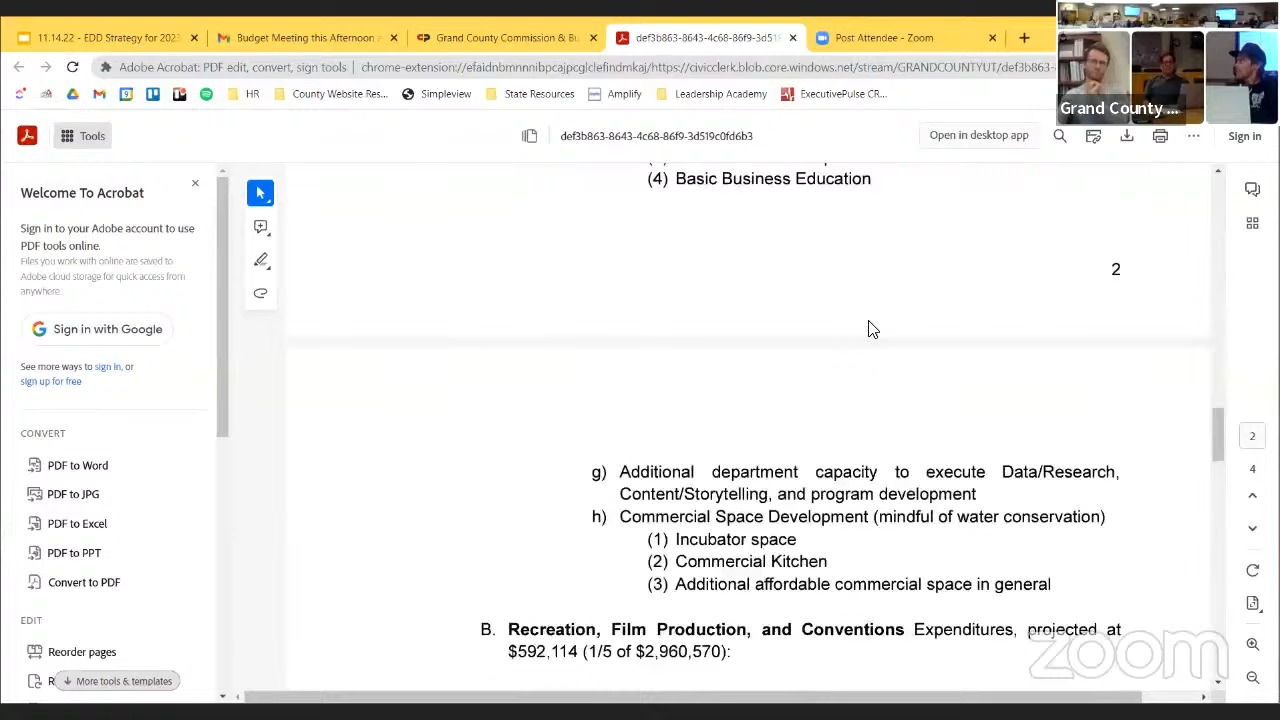 11.14.22 - EDD Strategy for 2023
Budget Meeting this Afternoon
Grand County Commission & Bu
def3b863-8643-4c68-86f9-3d519
Post Attendee - Zoom
Adobe Acrobat: PDF edit, convert, sign tools | chrome-extension://efaidnbmnnnibpcajpcglclefindmkaj/https://civicclerk.blob.core.windows.net/stream/GRANDCOUNTYUT/def3b863-
HR
County Website Res...
Simpleview
State Resources
Amplify
Leadership Academy
ExecutivePulse CR...
Grand County ...
Tools
def3b863-8643-4c68-86f9-3d519c0fd6b3
Open in desktop app
Sign in
Welcome To Acrobat
Sign in to your Adobe account to use
PDF tools online.
Files you work with online are saved to
Adobe cloud storage for quick access from
anywhere.
Sign in with Google
See more ways to sign in, or
sign up for free
CONVERT
PDF to Word
PDF to JPG
PDF to Excel
PDF to PPT
Convert to PDF
EDIT
Reorder pages
More tools & templates
(4) Basic Business Education
2
g) Additional department capacity to execute Data/Research,
Content/Storytelling, and program development
h) Commercial Space Development (mindful of water conservation)
(1) Incubator space
(2) Commercial Kitchen
(3) Additional affordable commercial space in general
B. Recreation, Film Production, and Conventions Expenditures, projected at
$592,114 (1/5 of $2,960,570):
2
4
zoom